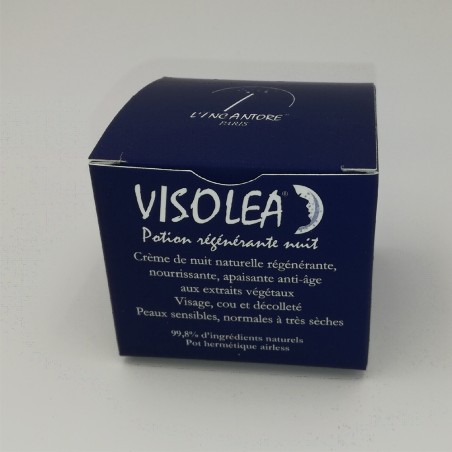 L'INCANTORE
PARIS
VISOLEA®
Potion régénérante nuit
Crème de nuit naturelle régénérante,
nourrissante, apaisante anti-âge
aux extraits végétaux
Visage, cou et décolleté
Peaux sensibles, normales à très sèches
99,8% d'ingrédients naturels
Pot hermétique airless